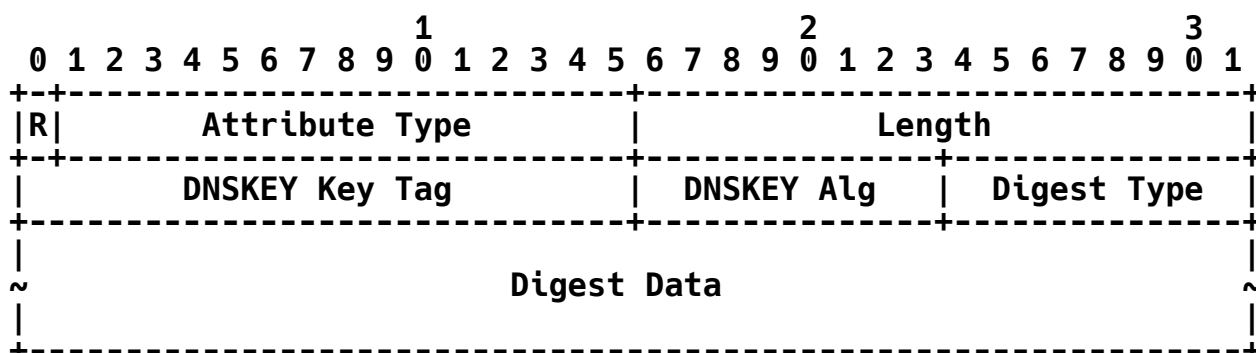 1                   2                   3
 0 1 2 3 4 5 6 7 8 9 0 1 2 3 4 5 6 7 8 9 0 1 2 3 4 5 6 7 8 9 0 1
+-+-----------------------------+-------------------------------+
|R|       Attribute Type        |            Length             |
+-+-----------------------------+---------------+---------------+
|        DNSKEY Key Tag         |  DNSKEY Alg   |  Digest Type  |
+-------------------------------+---------------+---------------+
|                                                               |
~                         Digest Data                           ~
|                                                               |
+---------------------------------------------------------------+